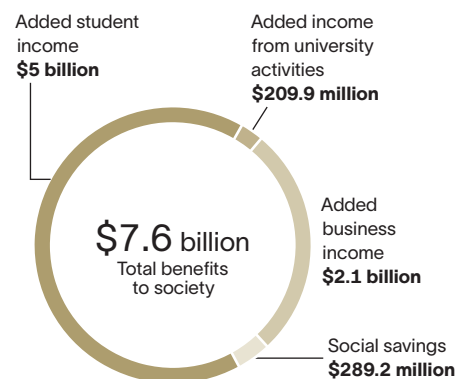 Added student
income
$5 billion
Added income
from university
activities
$209.9 million
$7.6 billion
Total benefits
to society
Added
business
income
$2.1 billion
Social savings
$289.2 million